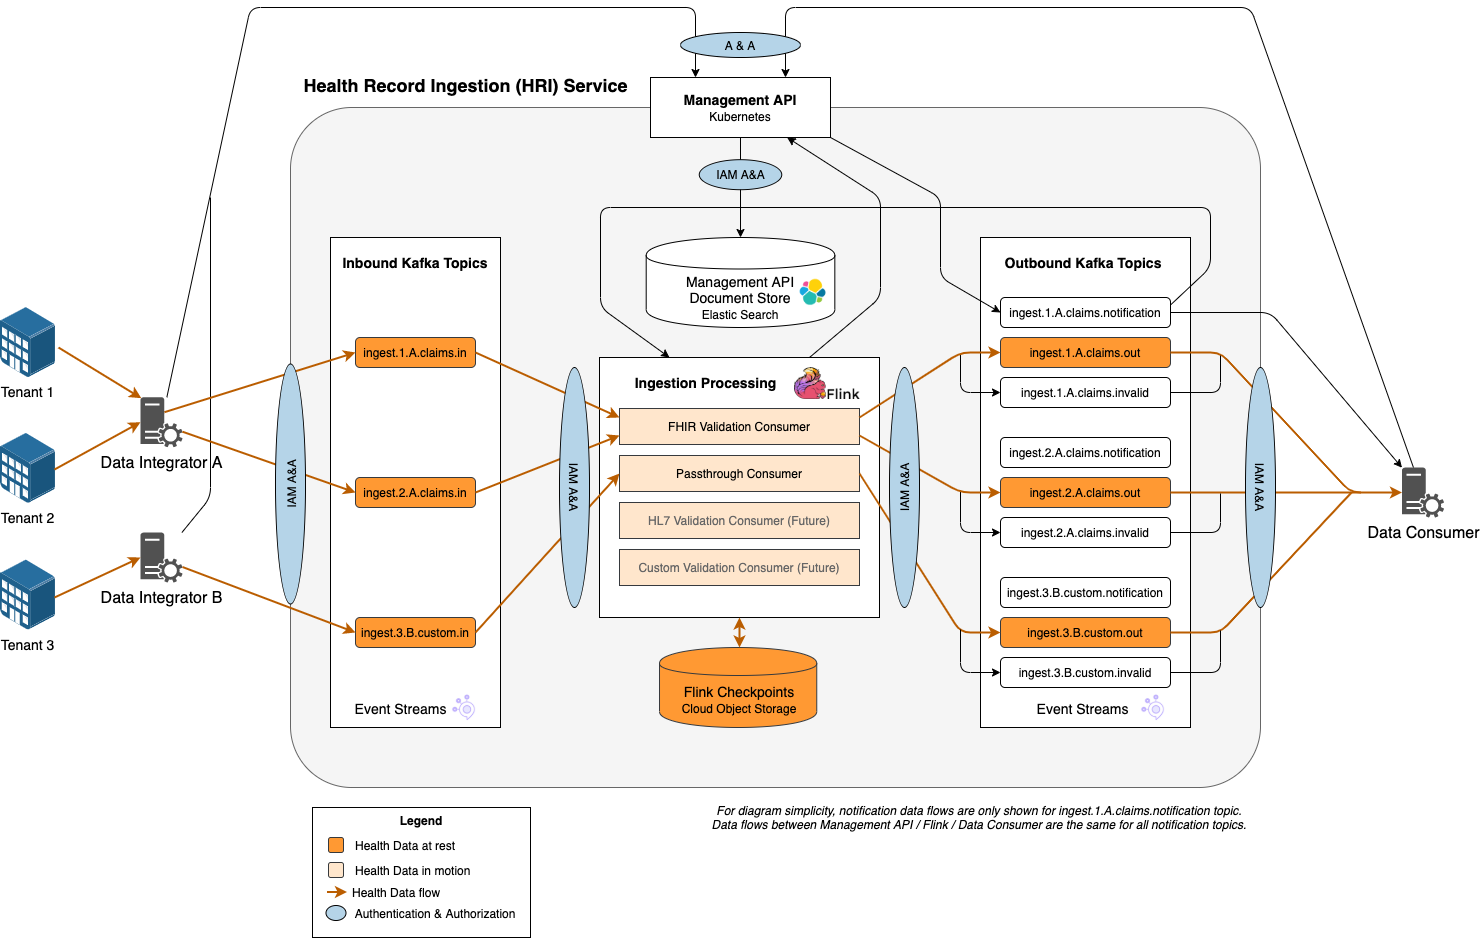 A & A
Health Record Ingestion (HRI) Service
Management API
Kubernetes
IAM A&A
Inbound Kafka Topics
ingest.1.A.claims.in
ingest.2.A.claims.in
ingest.3.B.custom.in
Event Streams
Management API
Document Store
Elastic Search
Outbound Kafka Topics
ingest.1.A.claims.notification
ingest.1.A.claims.out
ingest.1.A.claims.invalid
ingest.2.A.claims.notification
ingest.2.A.claims.out
ingest.2.A.claims.invalid
ingest.3.B.custom.notification
ingest.3.B.custom.out
ingest.3.B.custom.invalid
Event Streams
Tenant 1
Tenant 2
Tenant 3
Data Integrator A
Data Integrator B
IAM A&A
IAM A&A
Ingestion Processing
Flink
FHIR Validation Consumer
Passthrough Consumer
HL7 Validation Consumer (Future)
Custom Validation Consumer (Future)
Flink Checkpoints
Cloud Object Storage
IAM A&A
IAM A&A
Data Consumer
For diagram simplicity, notification data flows are only shown for ingest.1.A.claims.notification topic.
Data flows between Management API / Flink / Data Consumer are the same for all notification topics.
Legend
Health Data at rest
Health Data in motion
Health Data flow
Authentication & Authorization